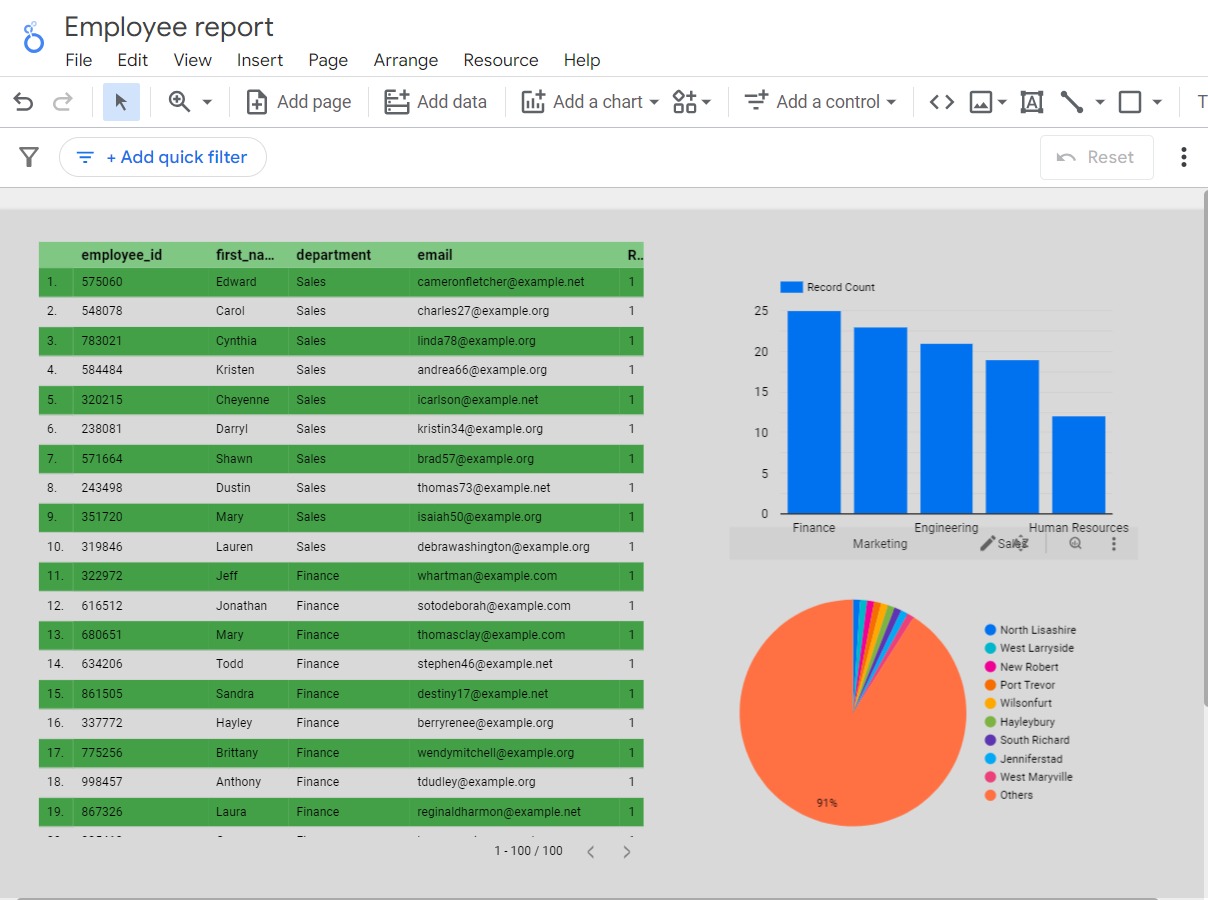 Employee report
File Edit View Insert Page Arrange Resource Help
Add page Add data Add a chart Add a control T
+ Add quick filter Reset
employee_id first_na... department email R..
1. 575060 Edward Sales cameronfletcher@example.net 1
2. 548078 Carol Sales charles27@example.org 1
3. 783021 Cynthia Sales linda78@example.org 1
4. 584484 Kristen Sales andrea66@example.org 1
5. 320215 Cheyenne Sales icarlson@example.net 1
6. 238081 Darryl Sales kristin34@example.org 1
7. 571664 Shawn Sales brad57@example.org 1
8. 243498 Dustin Sales thomas73@example.net 1
9. 351720 Mary Sales isaiah50@example.org 1
10. 319846 Lauren Sales debrawashington@example.org 1
11. 322972 Jeff Finance whartman@example.com 1
12. 616512 Jonathan Finance sotodeborah@example.com 1
13. 680651 Mary Finance thomasclay@example.com 1
14. 634206 Todd Finance stephen46@example.net 1
15. 861505 Sandra Finance destiny17@example.net 1
16. 337772 Hayley Finance berryrenee@example.org 1
17. 775256 Brittany Finance wendymitchell@example.org 1
18. 998457 Anthony Finance tdudley@example.org 1
19. 867326 Laura Finance reginaldharmon@example.net 1
1 - 100 / 100
Record Count
25
20
15
10
5
0
Finance Engineering Human Resources
Marketing Sales
North Lisashire
West Larryside
New Robert
Port Trevor
Wilsonfurt
Hayleybury
South Richard
Jenniferstad
West Maryville
Others
91%